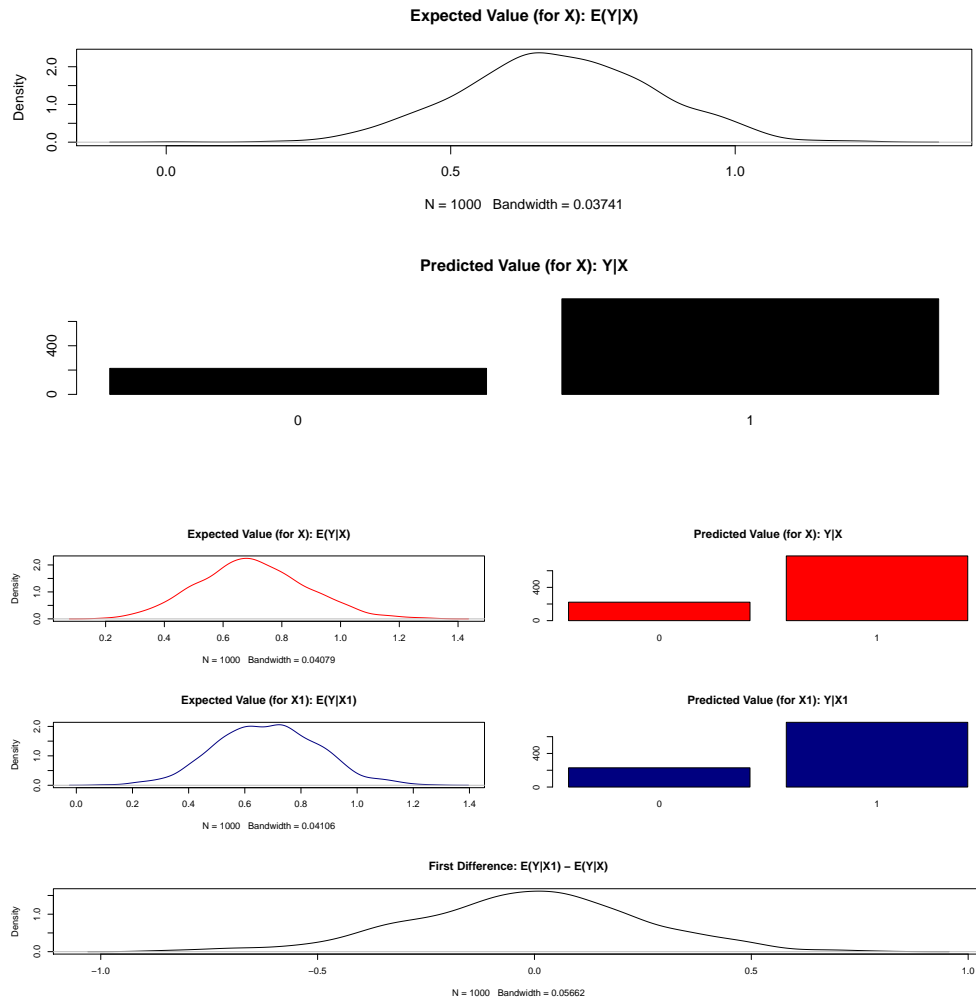 Expected Value (for X): E(Y|X)
Density
0.0 1.0 2.0
0.0 0.5 1.0
N = 1000 Bandwidth = 0.03741
Predicted Value (for X): Y|X
0 400
0 1
Expected Value (for X): E(Y|X)
Density
0.0 1.0 2.0
0.2 0.4 0.6 0.8 1.0 1.2 1.4
N = 1000 Bandwidth = 0.04079
Predicted Value (for X): Y|X
0 400
0 1
Expected Value (for X1): E(Y|X1)
Density
0.0 1.0 2.0
0.0 0.2 0.4 0.6 0.8 1.0 1.2 1.4
N = 1000 Bandwidth = 0.04106
Predicted Value (for X1): Y|X1
0 400
0 1
First Difference: E(Y|X1) − E(Y|X)
Density
0.0 1.0
−1.0 −0.5 0.0 0.5 1.0
N = 1000 Bandwidth = 0.05662